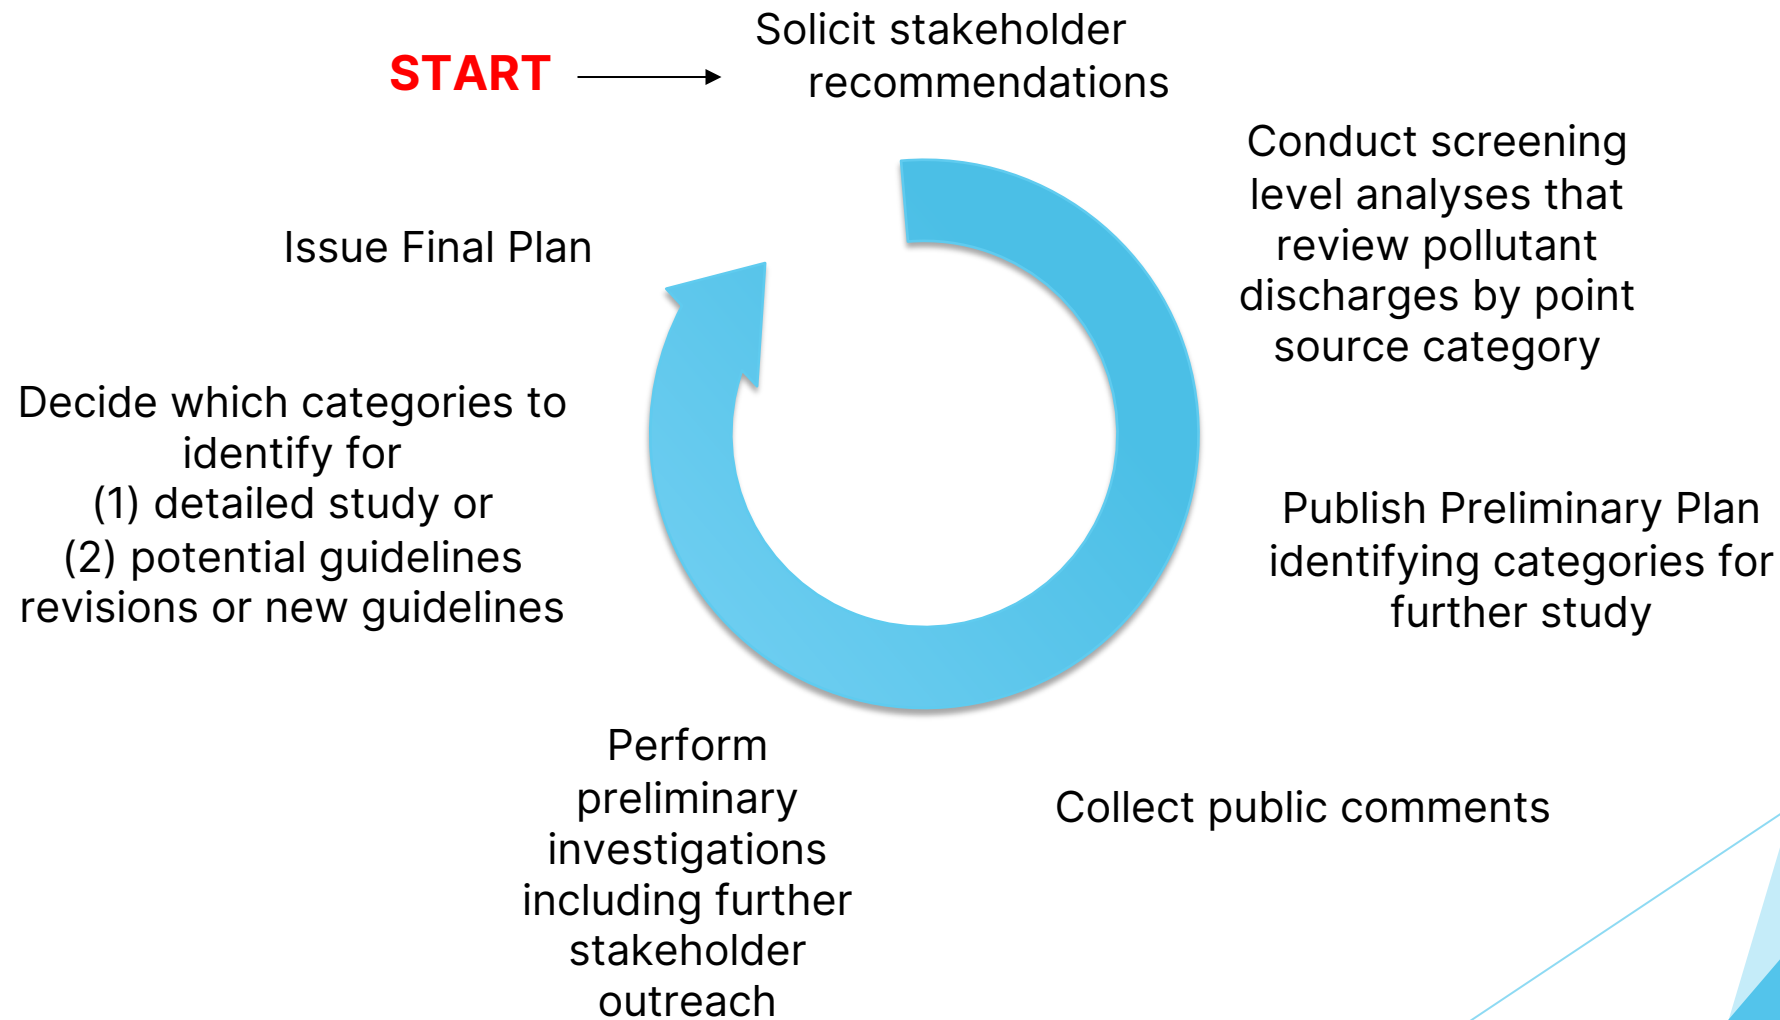 START
Solicit stakeholder
recommendations
Conduct screening
level analyses that
review pollutant
discharges by point
source category
Publish Preliminary Plan
identifying categories for
further study
Collect public comments
Perform
preliminary
investigations
including further
stakeholder
outreach
Decide which categories to
identify for
(1) detailed study or
(2) potential guidelines
revisions or new guidelines
Issue Final Plan